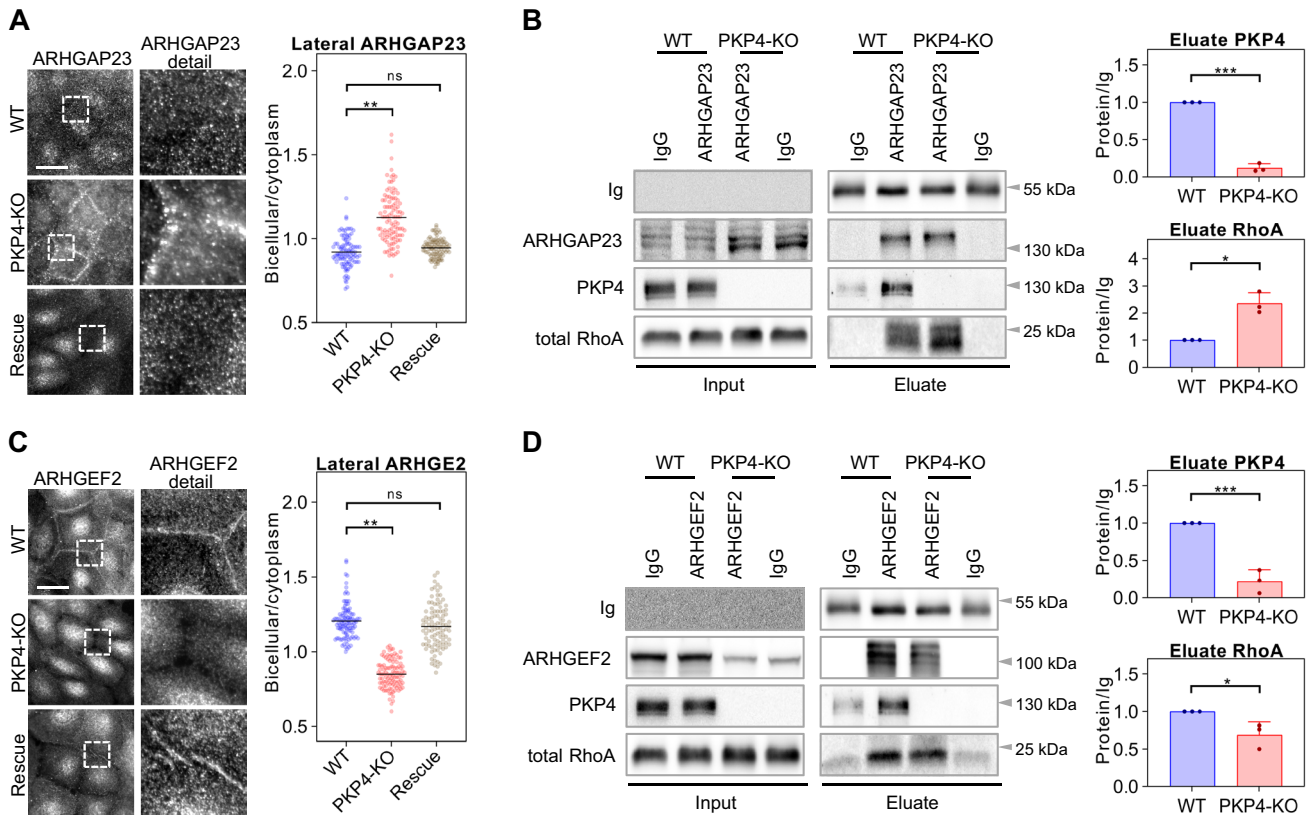 A
ARHGAP23
ARHGAP23
detail
WT
PKP4-KO
Rescue
Lateral ARHGAP23
Bicellular/cytoplasm
2.0
1.5
1.0
0.5
ns
**
WT
PKP4-KO
Rescue
B
WT
PKP4-KO
WT
PKP4-KO
IgG
ARHGAP23
ARHGAP23
IgG
IgG
ARHGAP23
ARHGAP23
IgG
Ig
55 kDa
ARHGAP23
130 kDa
PKP4
130 kDa
total RhoA
25 kDa
Input
Eluate
Eluate PKP4
Protein/Ig
1.5
1.0
0.5
0.0
***
WT
PKP4-KO
Eluate RhoA
Protein/Ig
6
4
2
1
0
*
WT
PKP4-KO
C
ARHGEF2
ARHGEF2
detail
WT
PKP4-KO
Rescue
Lateral ARHGE2
Bicellular/cytoplasm
2.0
1.5
1.0
0.5
ns
**
WT
PKP4-KO
Rescue
D
WT
PKP4-KO
WT
PKP4-KO
IgG
ARHGEF2
ARHGEF2
IgG
IgG
ARHGEF2
ARHGEF2
IgG
Ig
55 kDa
ARHGEF2
100 kDa
PKP4
130 kDa
total RhoA
25 kDa
Input
Eluate
Eluate PKP4
Protein/Ig
1.5
1.0
0.5
0.0
***
WT
PKP4-KO
Eluate RhoA
Protein/Ig
1.5
1.0
0.5
0.0
*
WT
PKP4-KO